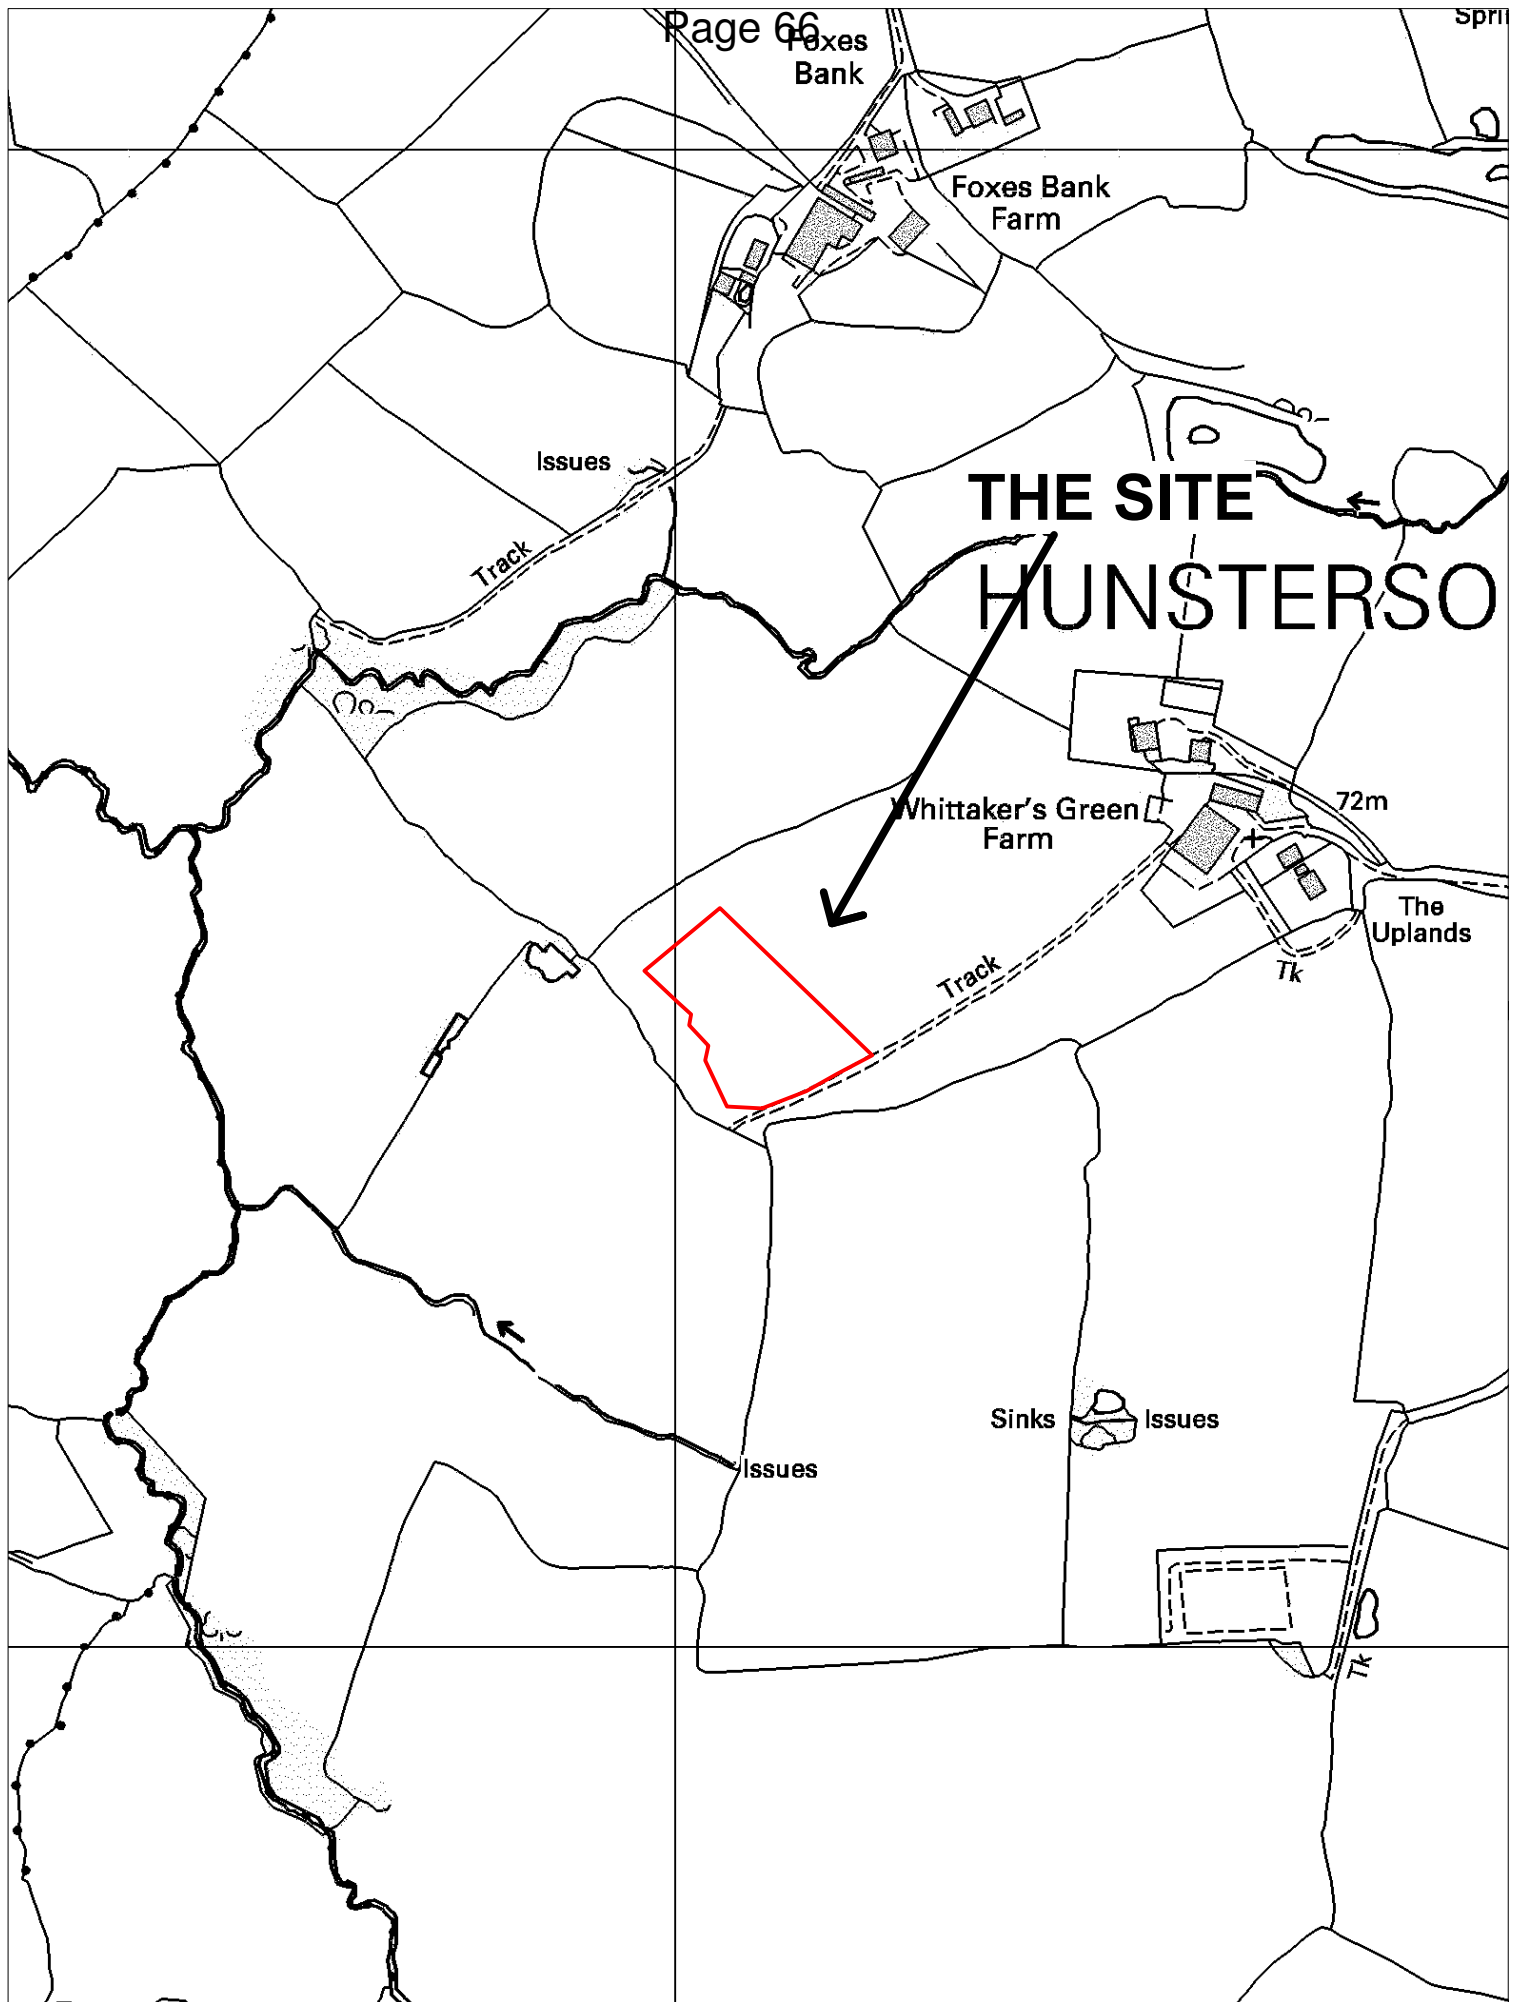 Page 66
Sprin
Foxes
Bank
Foxes Bank
Farm
Issues
THE SITE
Track
HUNSTERSO
72m
Whittaker's Green
Farm
The
Uplands
Track
Tk
Sinks
Issues
Issues
Tk